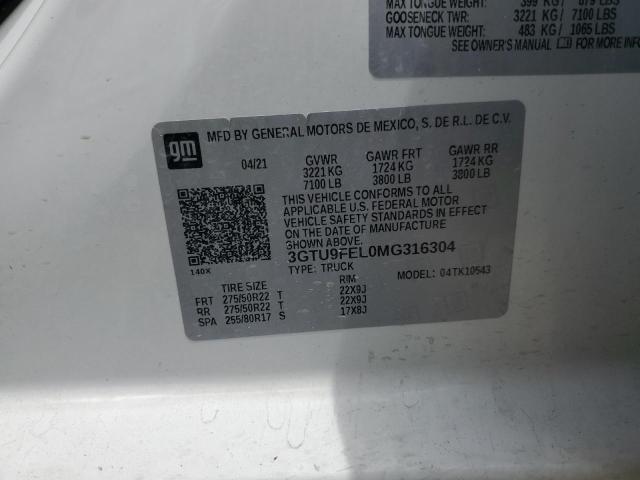 MAX TONGUE WEIGHT: 399 KG / 879 LBS
GOOSENECK TWR: 3221 KG / 7100 LBS
MAX TONGUE WEIGHT: 483 KG / 1065 LBS
SEE OWNER'S MANUAL FOR MORE INFO
gm
MFD BY GENERAL MOTORS DE MEXICO, S. DE R.L. DE C.V.
04/21 GVWR GAWR FRT GAWR RR
3221 KG 1724 KG 1724 KG
7100 LB 3800 LB 3800 LB
THIS VEHICLE CONFORMS TO ALL
APPLICABLE U.S. FEDERAL MOTOR
VEHICLE SAFETY STANDARDS IN EFFECT
ON THE DATE OF MANUFACTURE
SHOWN ABOVE.
3GTU9FEL0MG316304
140X
TYPE: TRUCK MODEL: 04TK10543
TIRE SIZE RIM
FRT 275/50R22 T 22X9J
RR 275/50R22 T 22X9J
SPA 255/80R17 S 17X8J